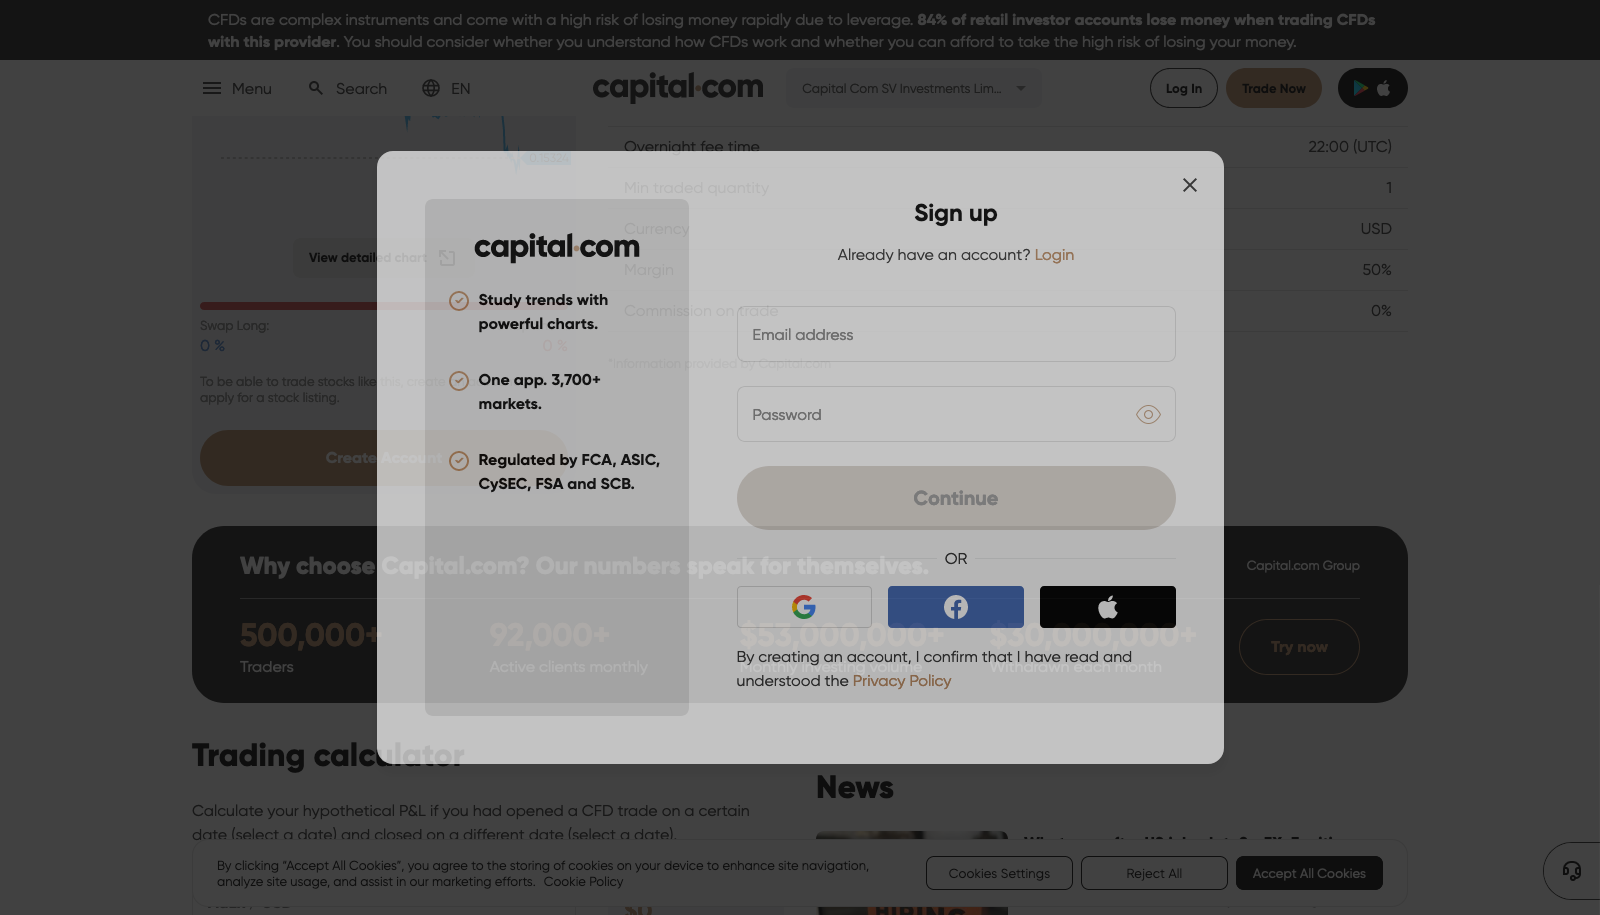 CFDs are complex instruments and come with a high risk of losing money rapidly due to leverage. 84% of retail investor accounts lose money when trading CFDs
with this provider. You should consider whether you understand how CFDs work and whether you can afford to take the high risk of losing your money.
Menu
Search
EN
capital.com
Capital Com SV Investments Lim...
Log In
Trade Now
0.15324
Overnight fee time
22:00 (UTC)
Min traded quantity
1
Currency
USD
Margin
50%
Commission on trade
0%
*Information provided by Capital.com
View detailed chart
Swap Long:
0 %
0 %
To be able to trade stocks like this, create
apply for a stock listing.
Create Account
capital.com
Study trends with
powerful charts.
One app. 3,700+
markets.
Regulated by FCA, ASIC,
CySEC, FSA and SCB.
Sign up
Already have an account? Login
Email address
Password
Continue
OR
By creating an account, I confirm that I have read and
understood the Privacy Policy
Why choose Capital.com? Our numbers speak for themselves.
Capital.com Group
500,000+
Traders
92,000+
Active clients monthly
$53,000,000+
Monthly investing volume
$30,000,000+
Withdrawn each month
Try now
Trading calculator
Calculate your hypothetical P&L if you had opened a CFD trade on a certain
date (select a date) and closed on a different date (select a date).
News
By clicking “Accept All Cookies”, you agree to the storing of cookies on your device to enhance site navigation,
analyze site usage, and assist in our marketing efforts. Cookie Policy
Cookies Settings
Reject All
Accept All Cookies
HIRING